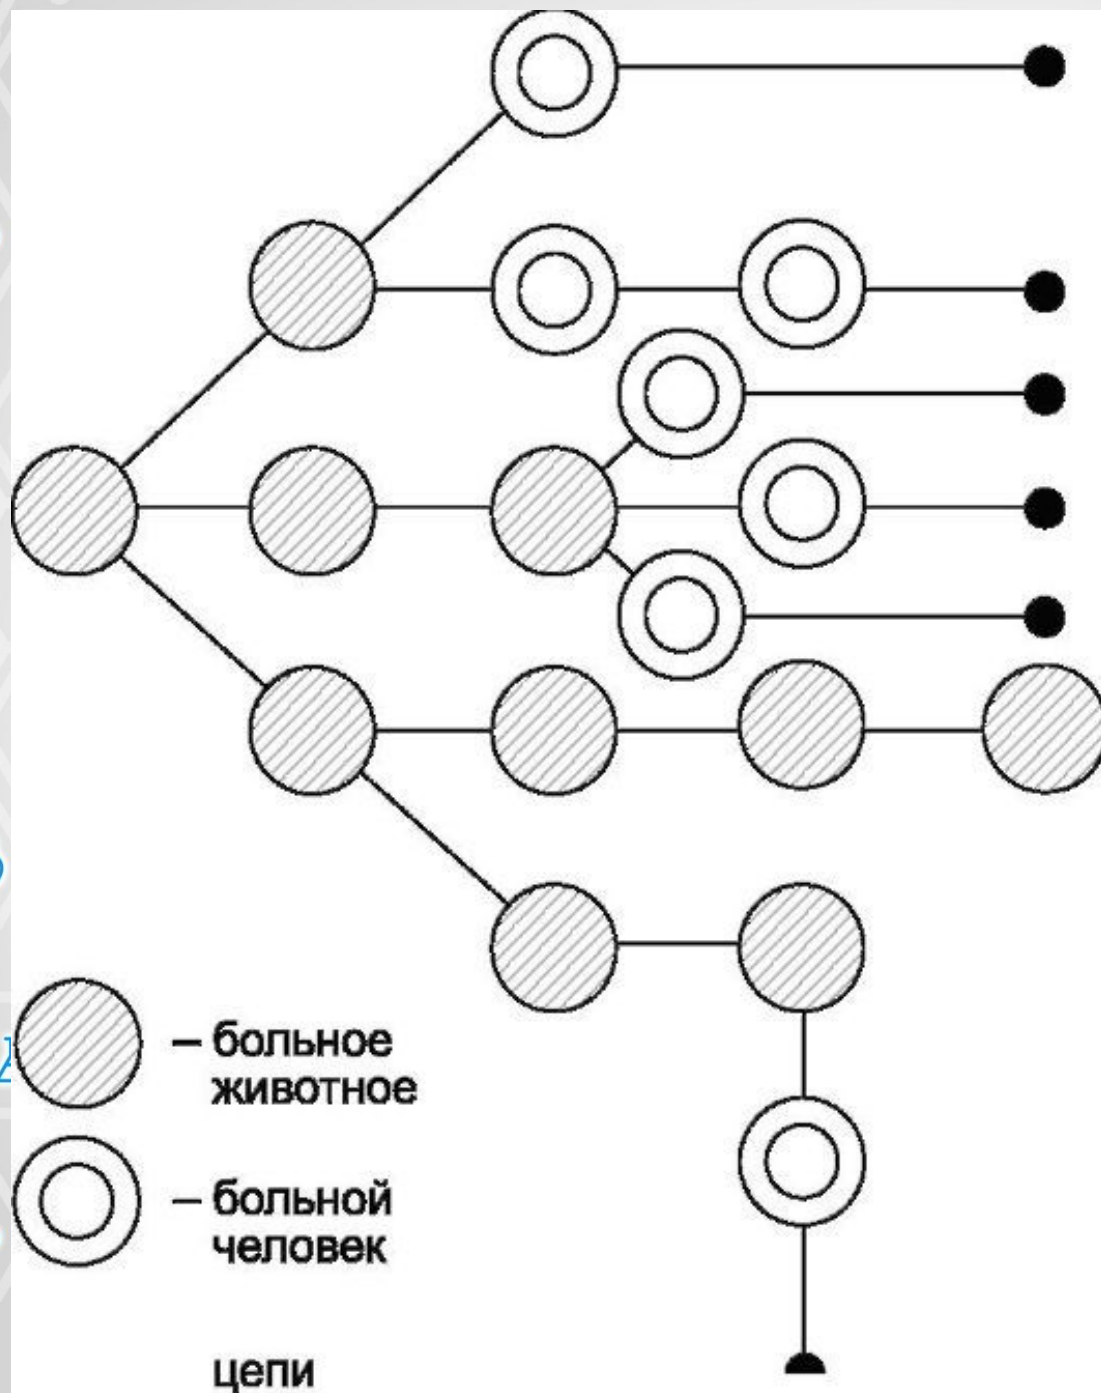 – больное
животное
– больной
человек
цепи